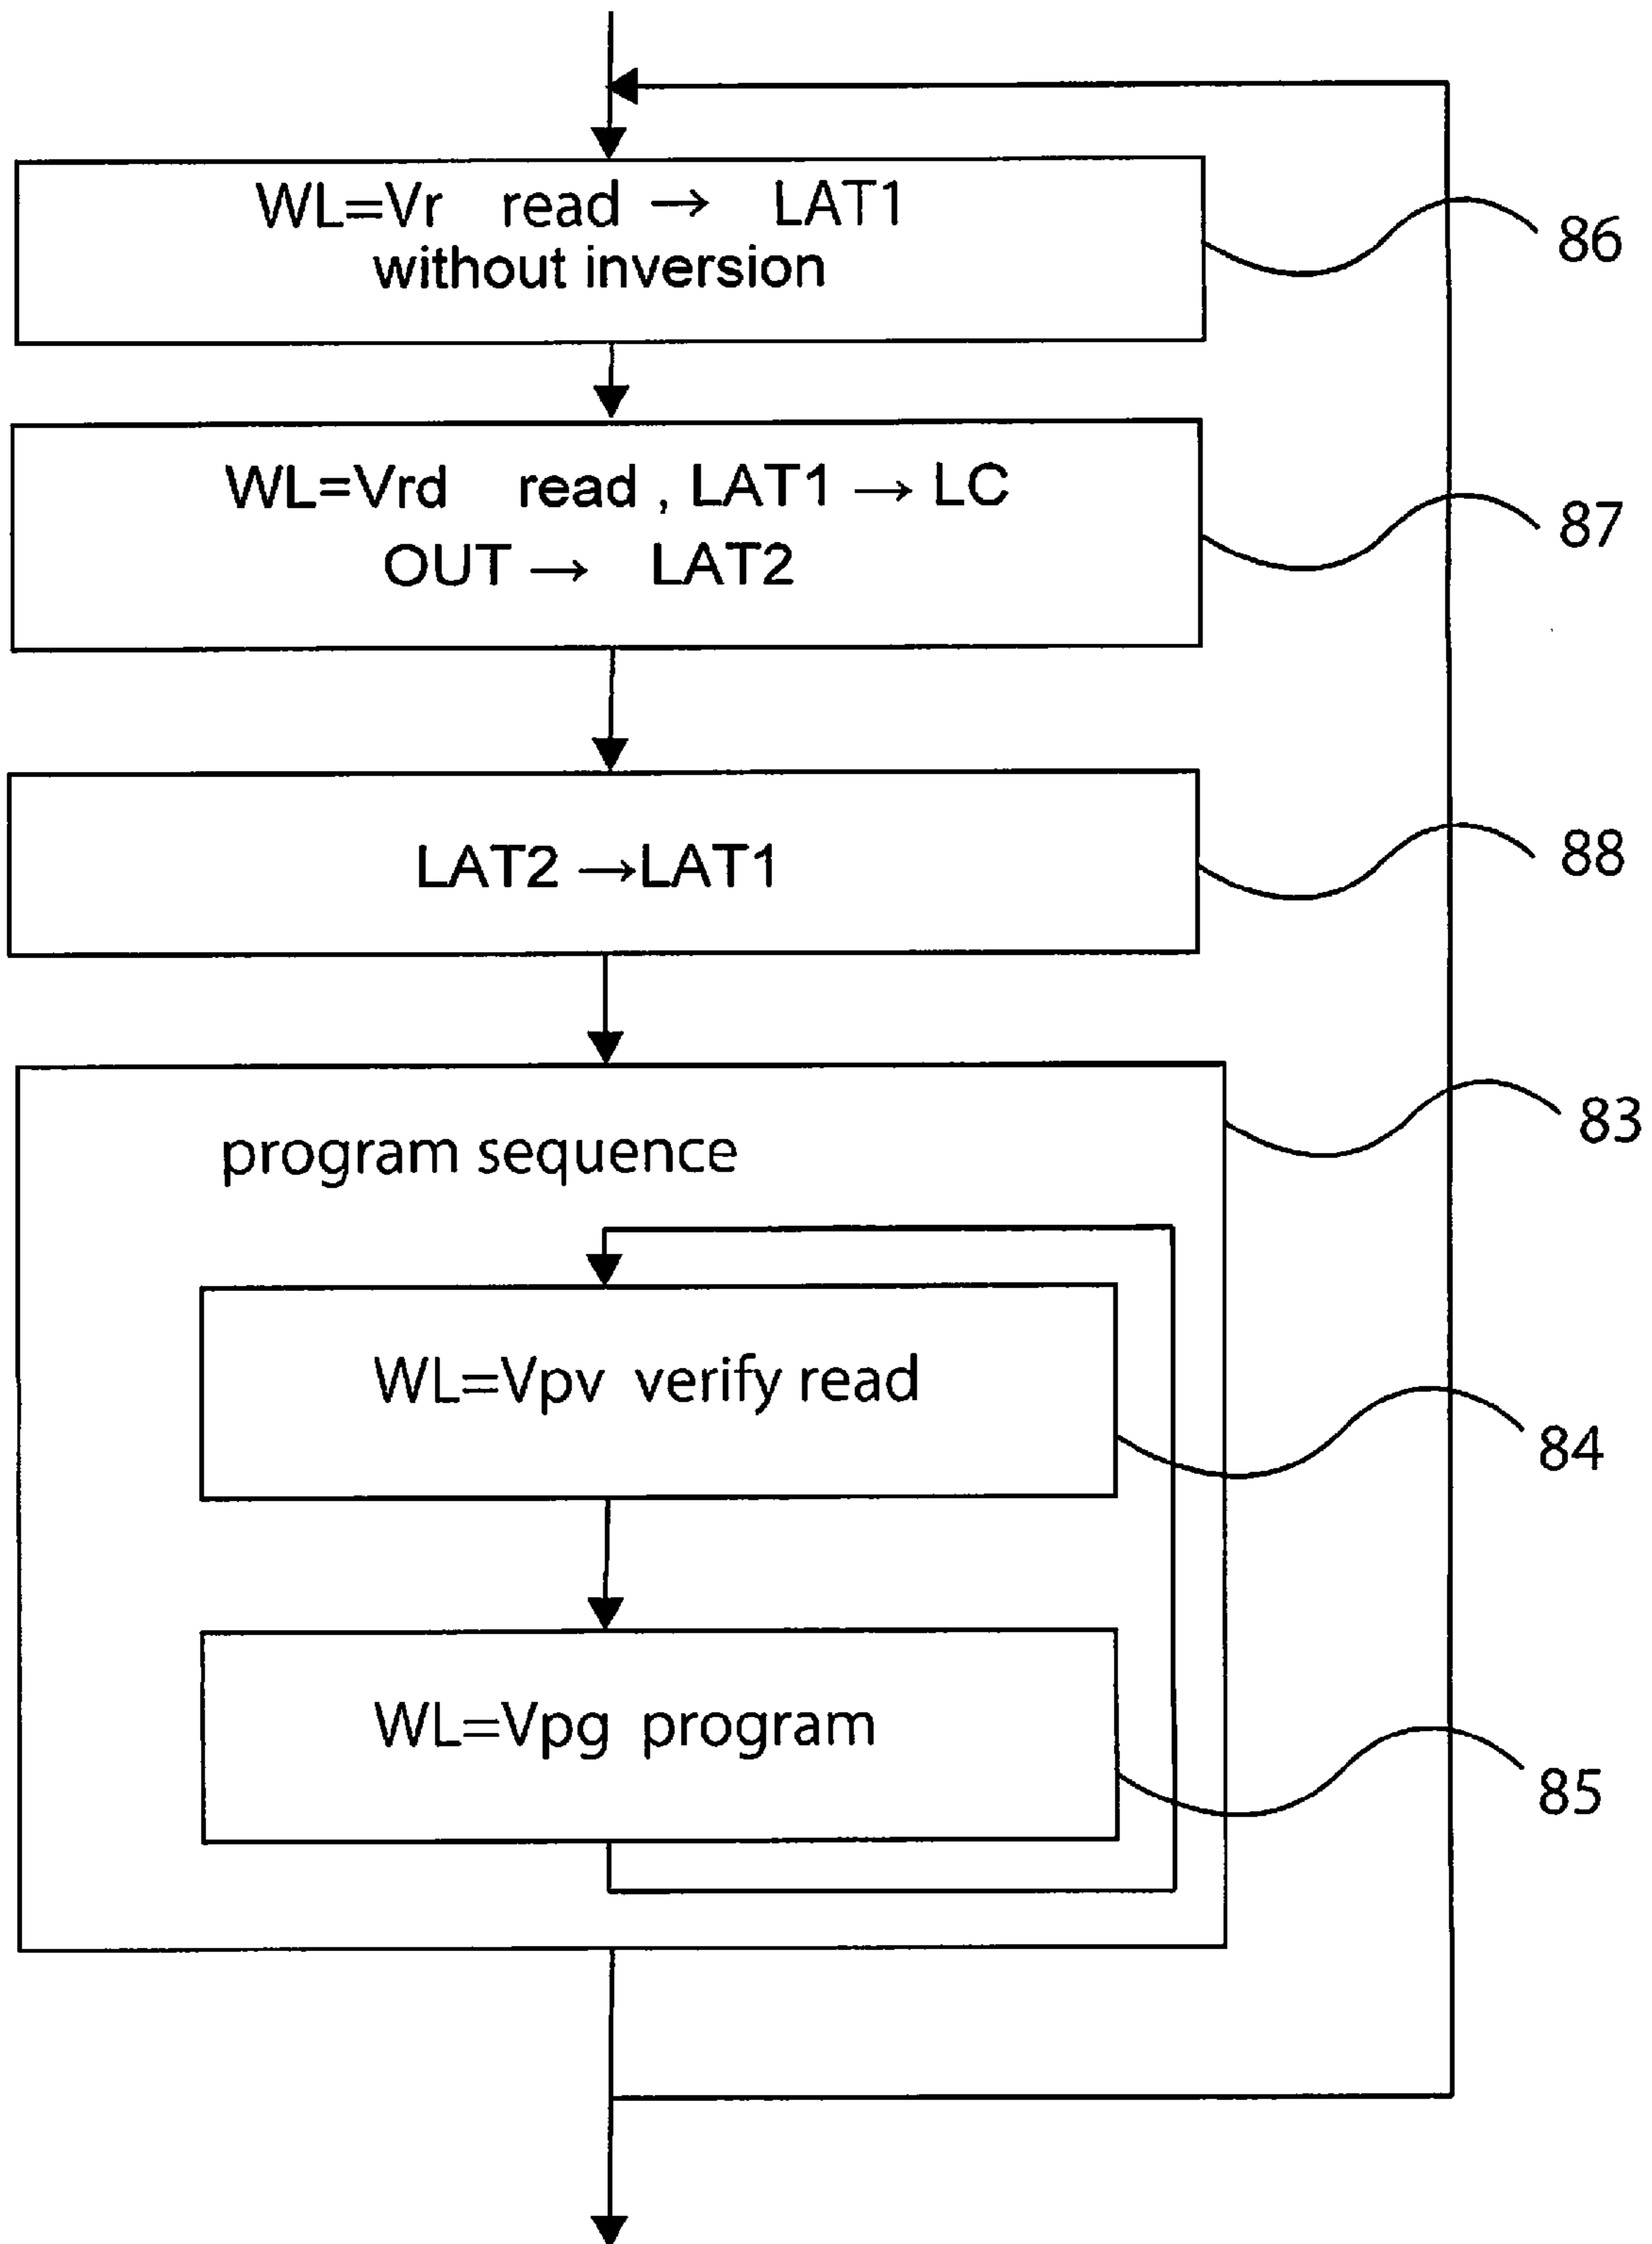 WL=Vr read → LAT1
without inversion
86
WL=Vrd read , LAT1 → LC
OUT → LAT2
87
LAT2 →LAT1
88
83
program sequence
WL=Vpv verify read
84
WL=Vpg program
85